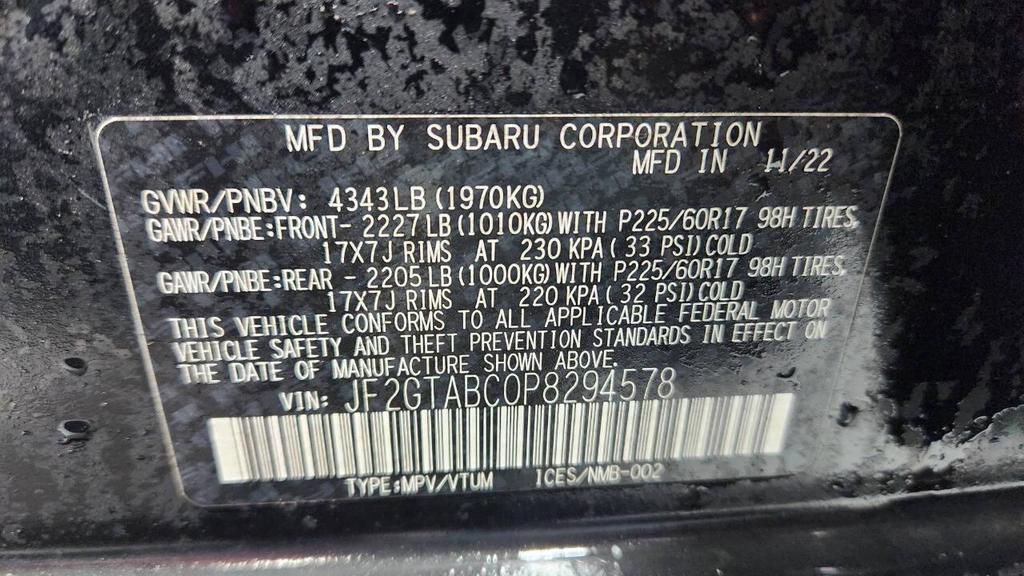 MFD BY SUBARU CORPORATION
MFD IN 11/22
GVWR/PNBV: 4343LB (1970KG)
GAWR/PNBE:FRONT- 2227LB (1010KG) WITH P225/60R17 98H TIRES,
17X7J RIMS AT 230 KPA ( 33 PSI) COLD
GAWR/PNBE:REAR - 2205LB (1000KG) WITH P225/60R17 98H TIRES,
17X7J RIMS AT 220 KPA ( 32 PSI) COLD
THIS VEHICLE CONFORMS TO ALL APPLICABLE FEDERAL MOTOR
VEHICLE SAFETY AND THEFT PREVENTION STANDARDS IN EFFECT ON
THE DATE OF MANUFACTURE SHOWN ABOVE.
VIN: JF2GTABC0P8294578
TYPE:MPV/VTUM ICES/NMB-002